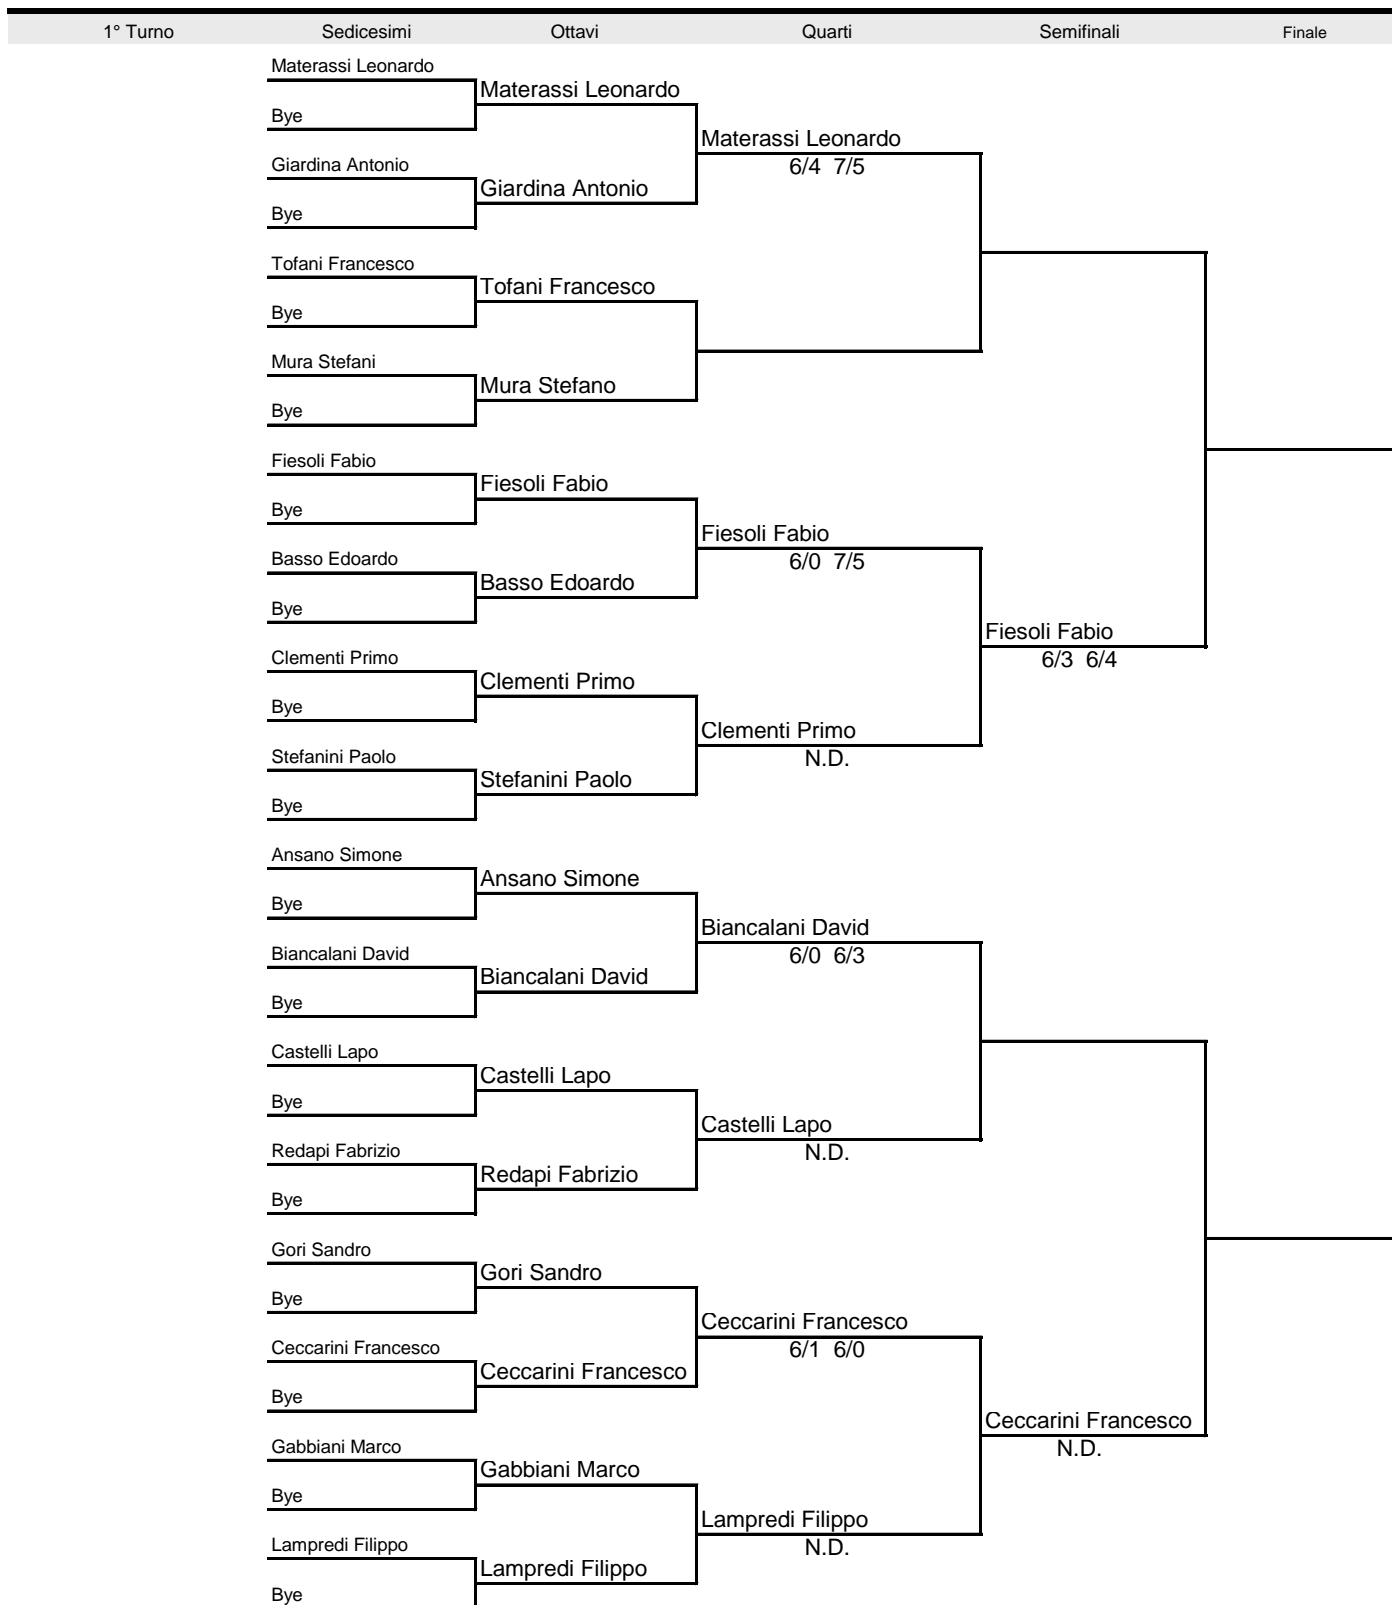 1° Turno Sedicesimi Ottavi Quarti Semifinali Finale
Materassi Leonardo
Materassi Leonardo
Bye
Materassi Leonardo
Giardina Antonio
6/4 7/5
Giardina Antonio
Bye
Tofani Francesco
Tofani Francesco
Bye
Mura Stefani
Mura Stefano
Bye
Fiesoli Fabio
Fiesoli Fabio
Bye
Fiesoli Fabio
Basso Edoardo
6/0 7/5
Basso Edoardo
Bye
Fiesoli Fabio
Clementi Primo
6/3 6/4
Clementi Primo
Bye
Clementi Primo
Stefanini Paolo
N.D.
Stefanini Paolo
Bye
Ansano Simone
Ansano Simone
Bye
Biancalani David
Biancalani David
6/0 6/3
Biancalani David
Bye
Castelli Lapo
Castelli Lapo
Bye
Castelli Lapo
Redapi Fabrizio
N.D.
Redapi Fabrizio
Bye
Gori Sandro
Gori Sandro
Bye
Ceccarini Francesco
Ceccarini Francesco
6/1 6/0
Ceccarini Francesco
Bye
Ceccarini Francesco
Gabbiani Marco
N.D.
Gabbiani Marco
Bye
Lampredi Filippo
Lampredi Filippo
N.D.
Lampredi Filippo
Bye